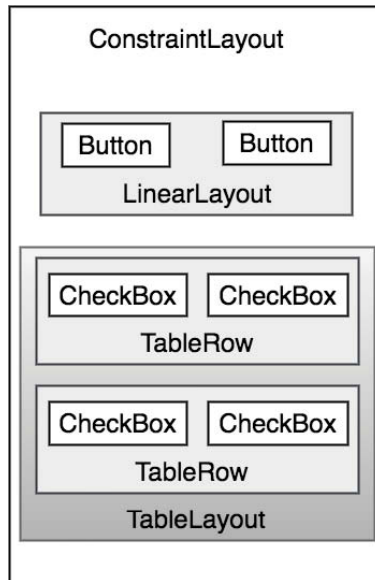 ConstraintLayout
Button Button
LinearLayout
CheckBox CheckBox
TableRow
CheckBox CheckBox
TableRow
TableLayout